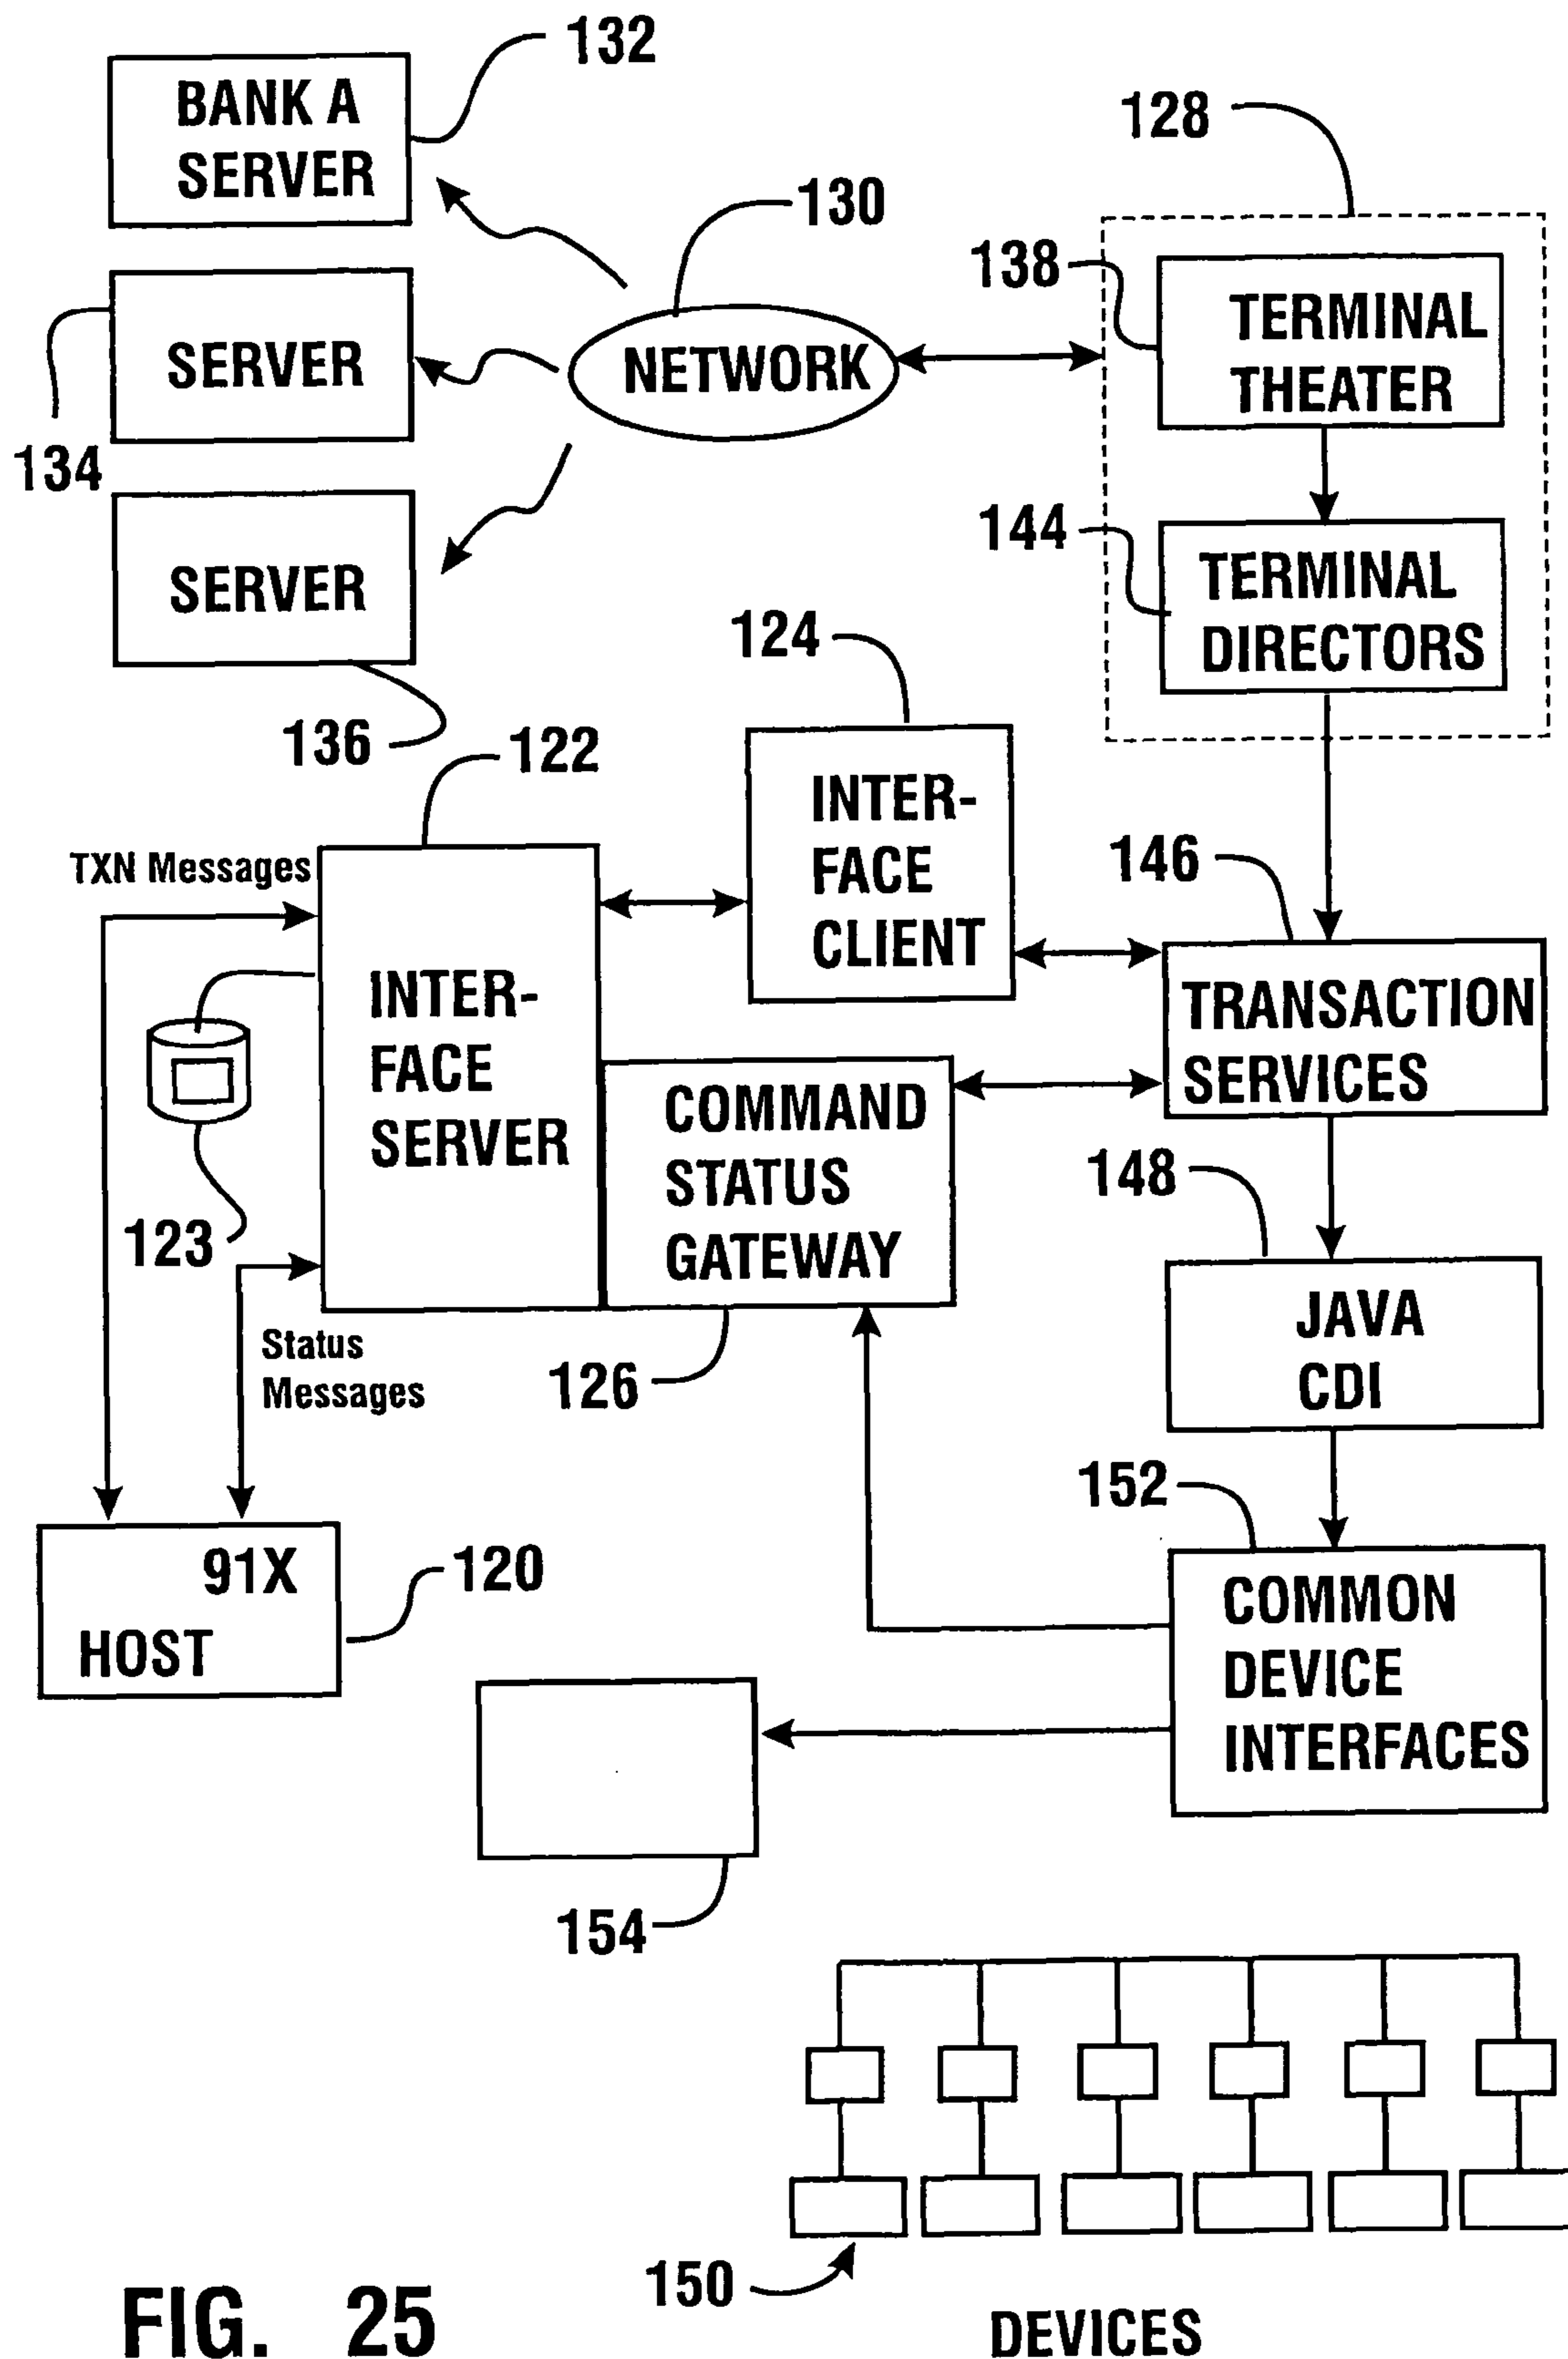 132
BANK A
SERVER
128
130
138
TERMINAL
THEATER
SERVER
NETWORK
134
144
TERMINAL
DIRECTORS
SERVER
124
136
122
INTER-
FACE
CLIENT
146
TXN Messages
INTER-
FACE
SERVER
TRANSACTION
SERVICES
COMMAND
STATUS
GATEWAY
148
123
JAVA
CDI
Status
Messages
126
152
91X
HOST
120
COMMON
DEVICE
INTERFACES
154
150
DEVICES
FIG. 25